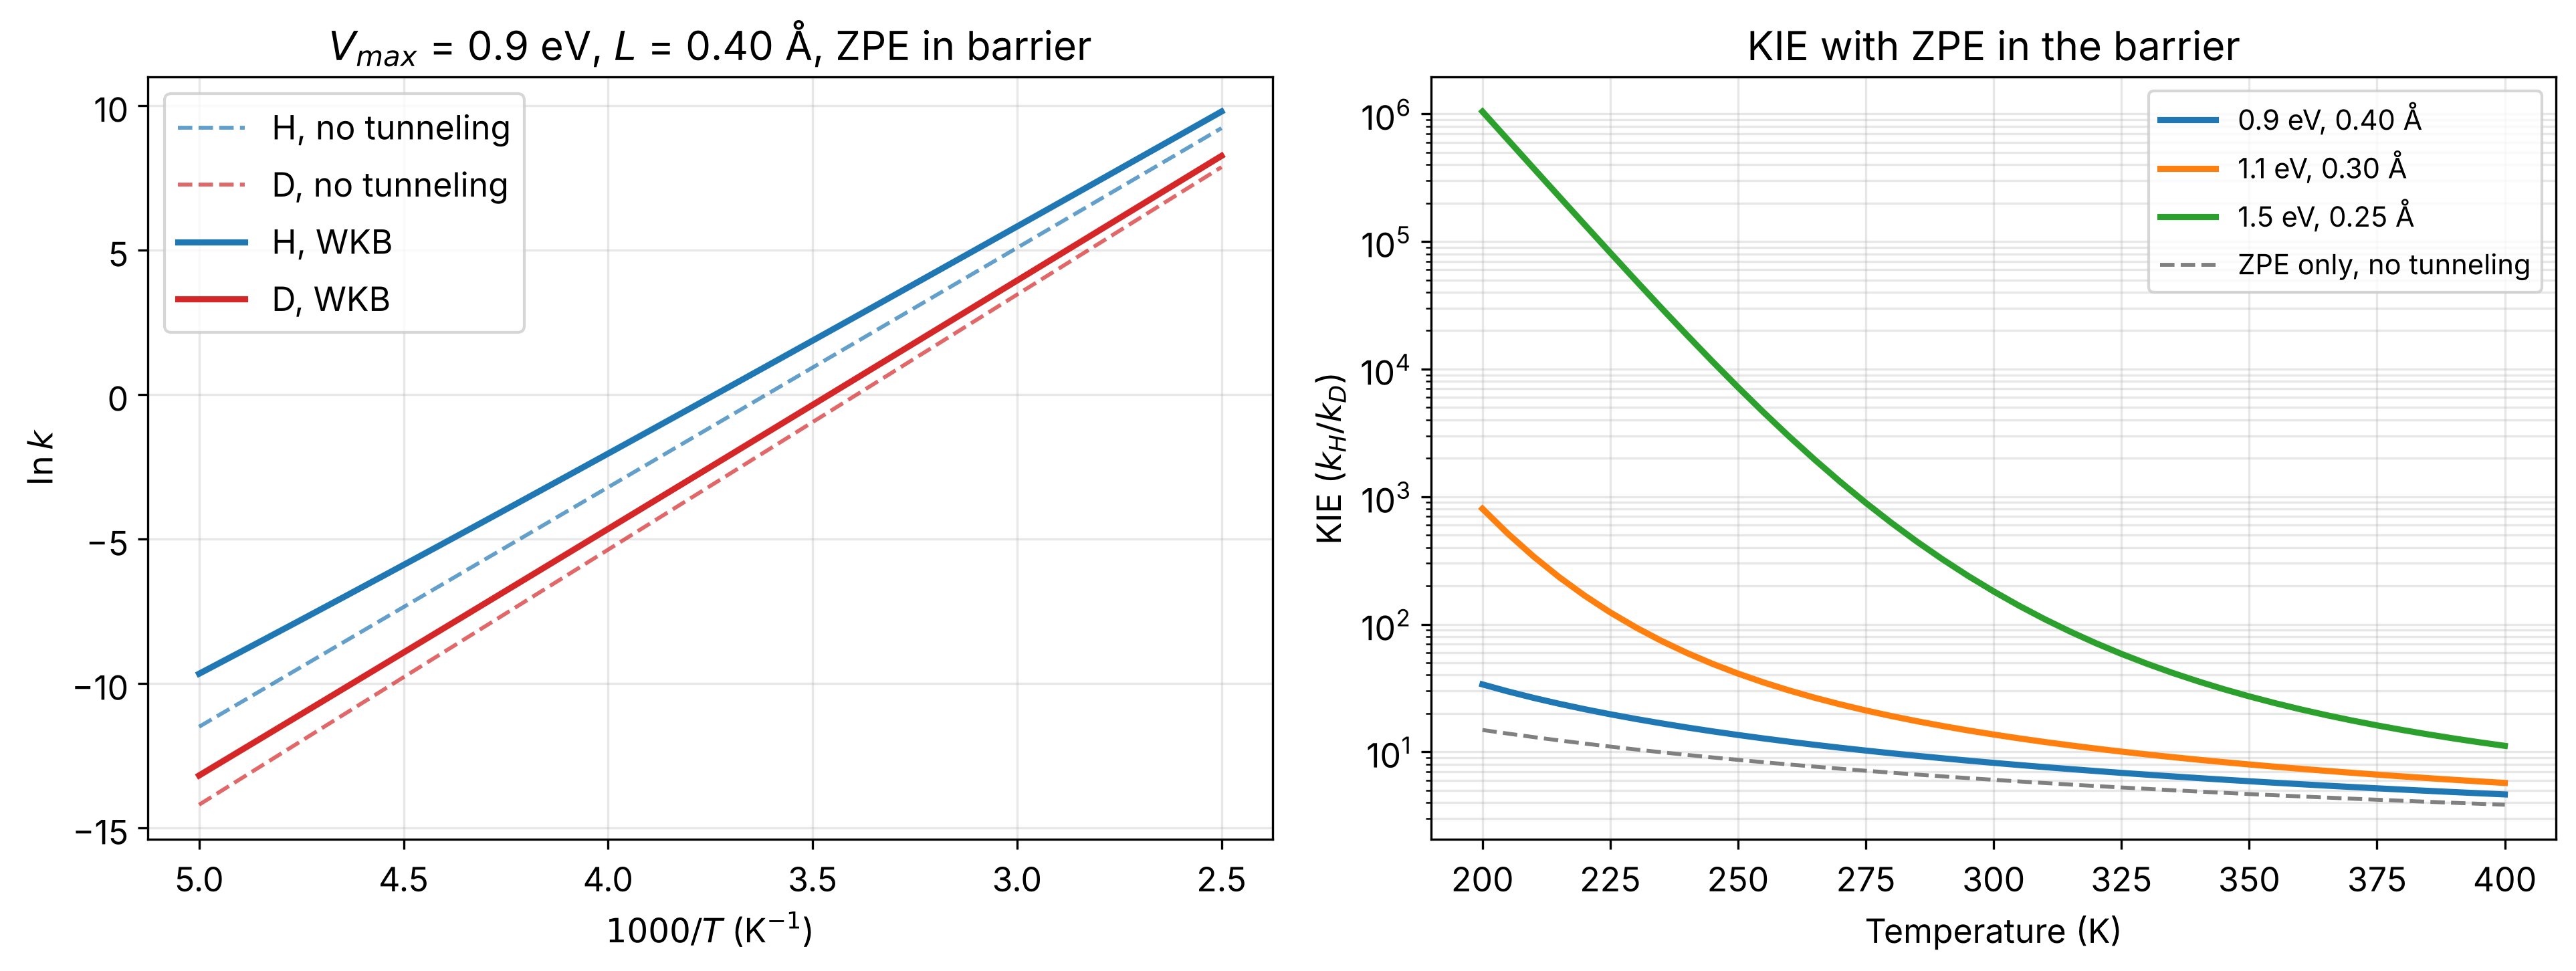 V_max = 0.9 eV, L = 0.40 Å, ZPE in barrier
10
5
0
−5
−10
−15
ln k
H, no tunneling
D, no tunneling
H, WKB
D, WKB
5.0 4.5 4.0 3.5 3.0 2.5
1000/T (K⁻¹)
KIE with ZPE in the barrier
10⁶
10⁵
10⁴
10³
10²
10¹
KIE (k_H/k_D)
0.9 eV, 0.40 Å
1.1 eV, 0.30 Å
1.5 eV, 0.25 Å
ZPE only, no tunneling
200 225 250 275 300 325 350 375 400
Temperature (K)